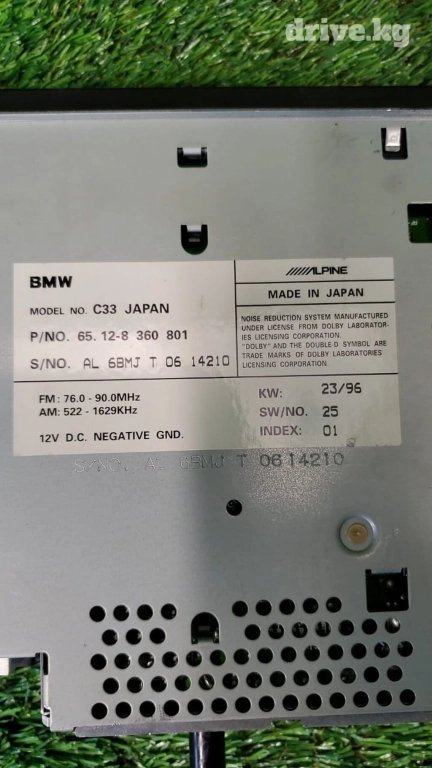 drive.kg
BMW
MODEL NO. C33 JAPAN
P/NO. 65. 12-8 360 801
S/NO. AL 6BMJ T 06 14210
ALPINE
MADE IN JAPAN
NOISE REDUCTION SYSTEM MANUFACTURED
UNDER LICENSE FROM DOLBY LABORATOR-
IES LICENSING CORPORATION.
"DOLBY" AND THE DOUBLE-D SYMBOL ARE
TRADE MARKS OF DOLBY LABORATORIES
LICENSING CORPORATION.
FM: 76.0 - 90.0MHz
AM: 522 - 1629KHz
12V D.C. NEGATIVE GND.
KW: 23/96
SW/NO. 25
INDEX: 01
S/NO. AL 6BMJ T 0614210